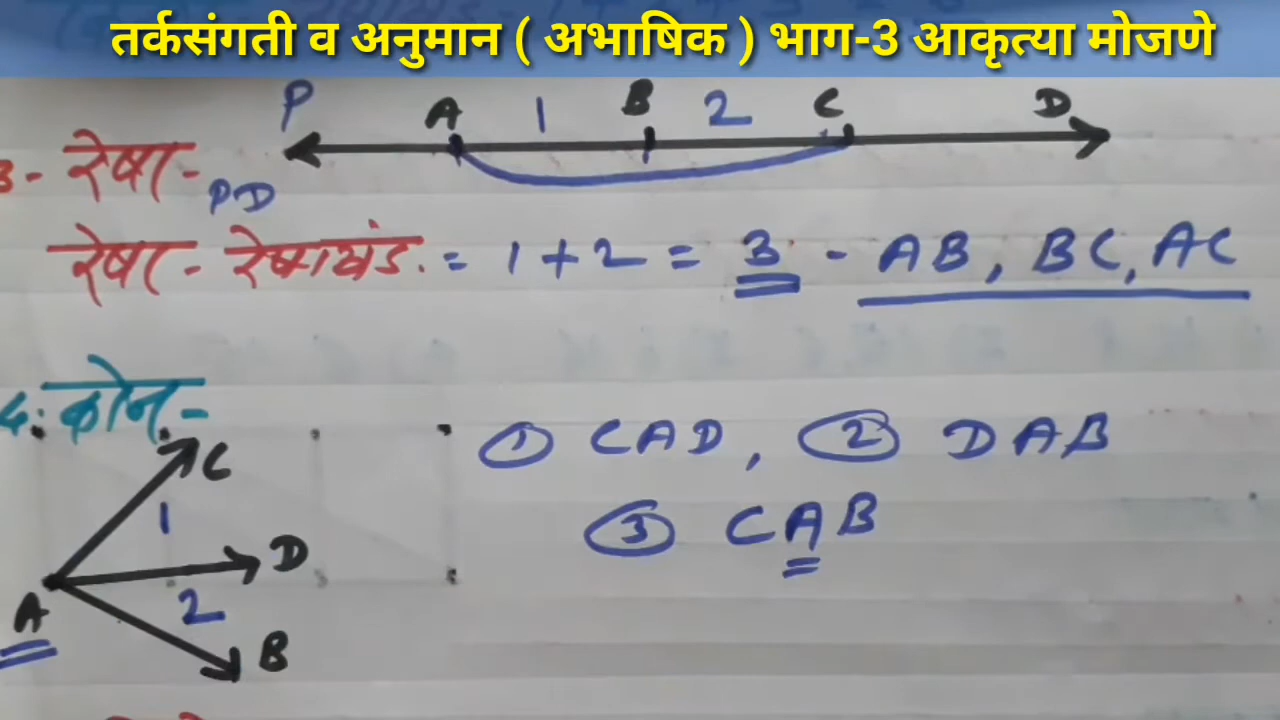 तर्कसंगती व अनुमान ( अभाषिक ) भाग-3 आकृत्या मोजणे
P A 1 B 2 C D
3- रेषा-
PD
रेषा- रेषाखंड. = 1+2 = 3 - AB, BC, AC
4. कोन-
C
1
D
2
A
B
① CAD, ② DAB
③ CAB